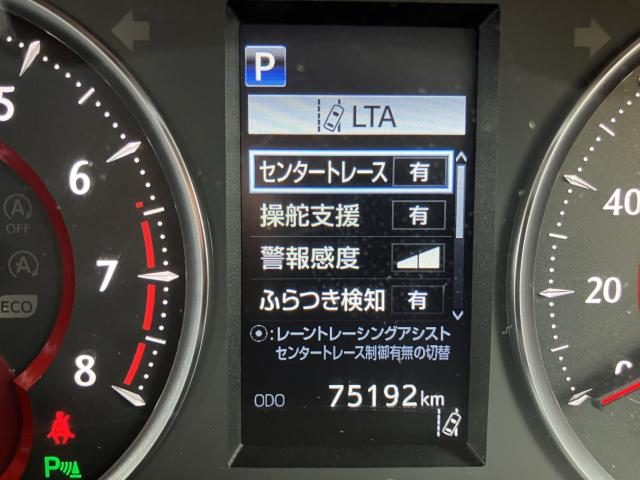 P
LTA
センタートレース 有
操舵支援 有
警報感度
ふらつき検知 有
⦿:レーントレーシングアシスト
センタートレース制御有無の切替
ODO 75192km
5
6
7
8
A
OFF
A
ECO
P
40
20
0